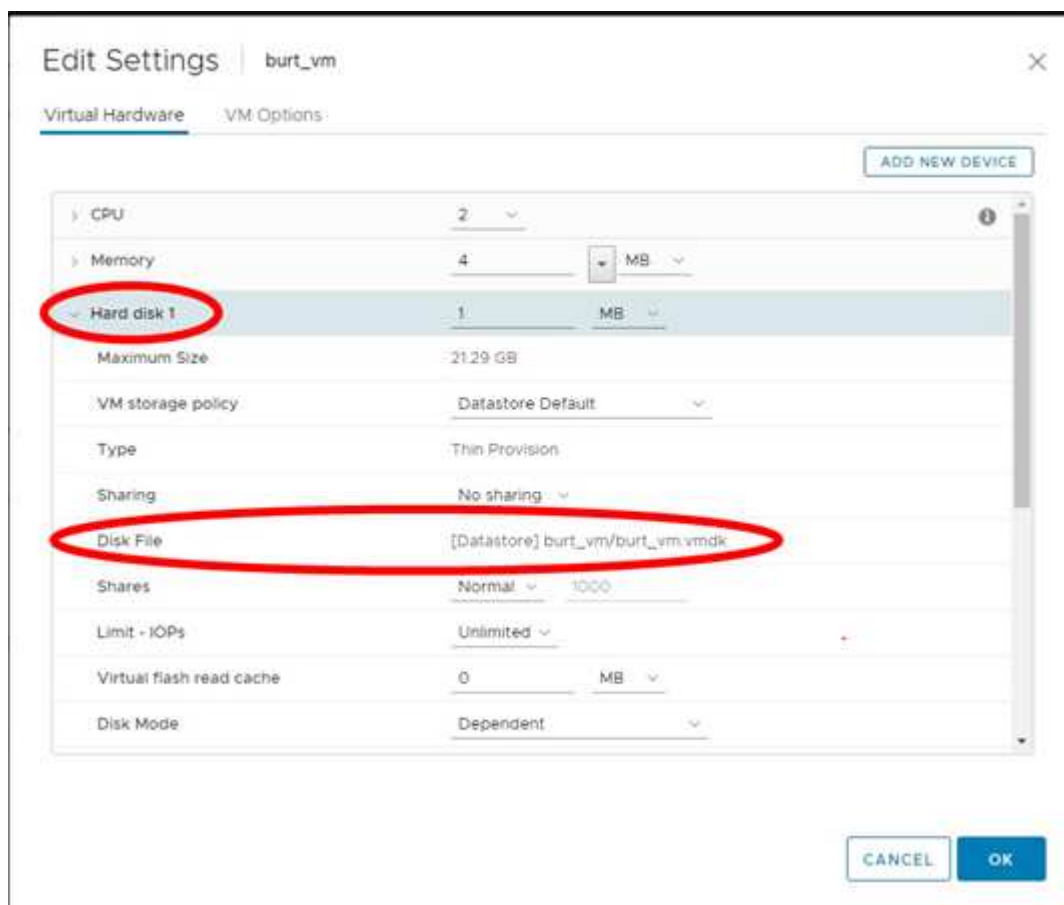 Edit Settings burt_vm
Virtual Hardware VM Options
ADD NEW DEVICE
CPU 2
Memory 4 MB
Hard disk 1 1 MB
Maximum Size 21.29 GB
VM storage policy Datastore Default
Type Thin Provision
Sharing No sharing
Disk File [Datastore] burt_vm/burt_vm.vmdk
Shares Normal 1000
Limit - IOPs Unlimited
Virtual flash read cache 0 MB
Disk Mode Dependent
CANCEL OK